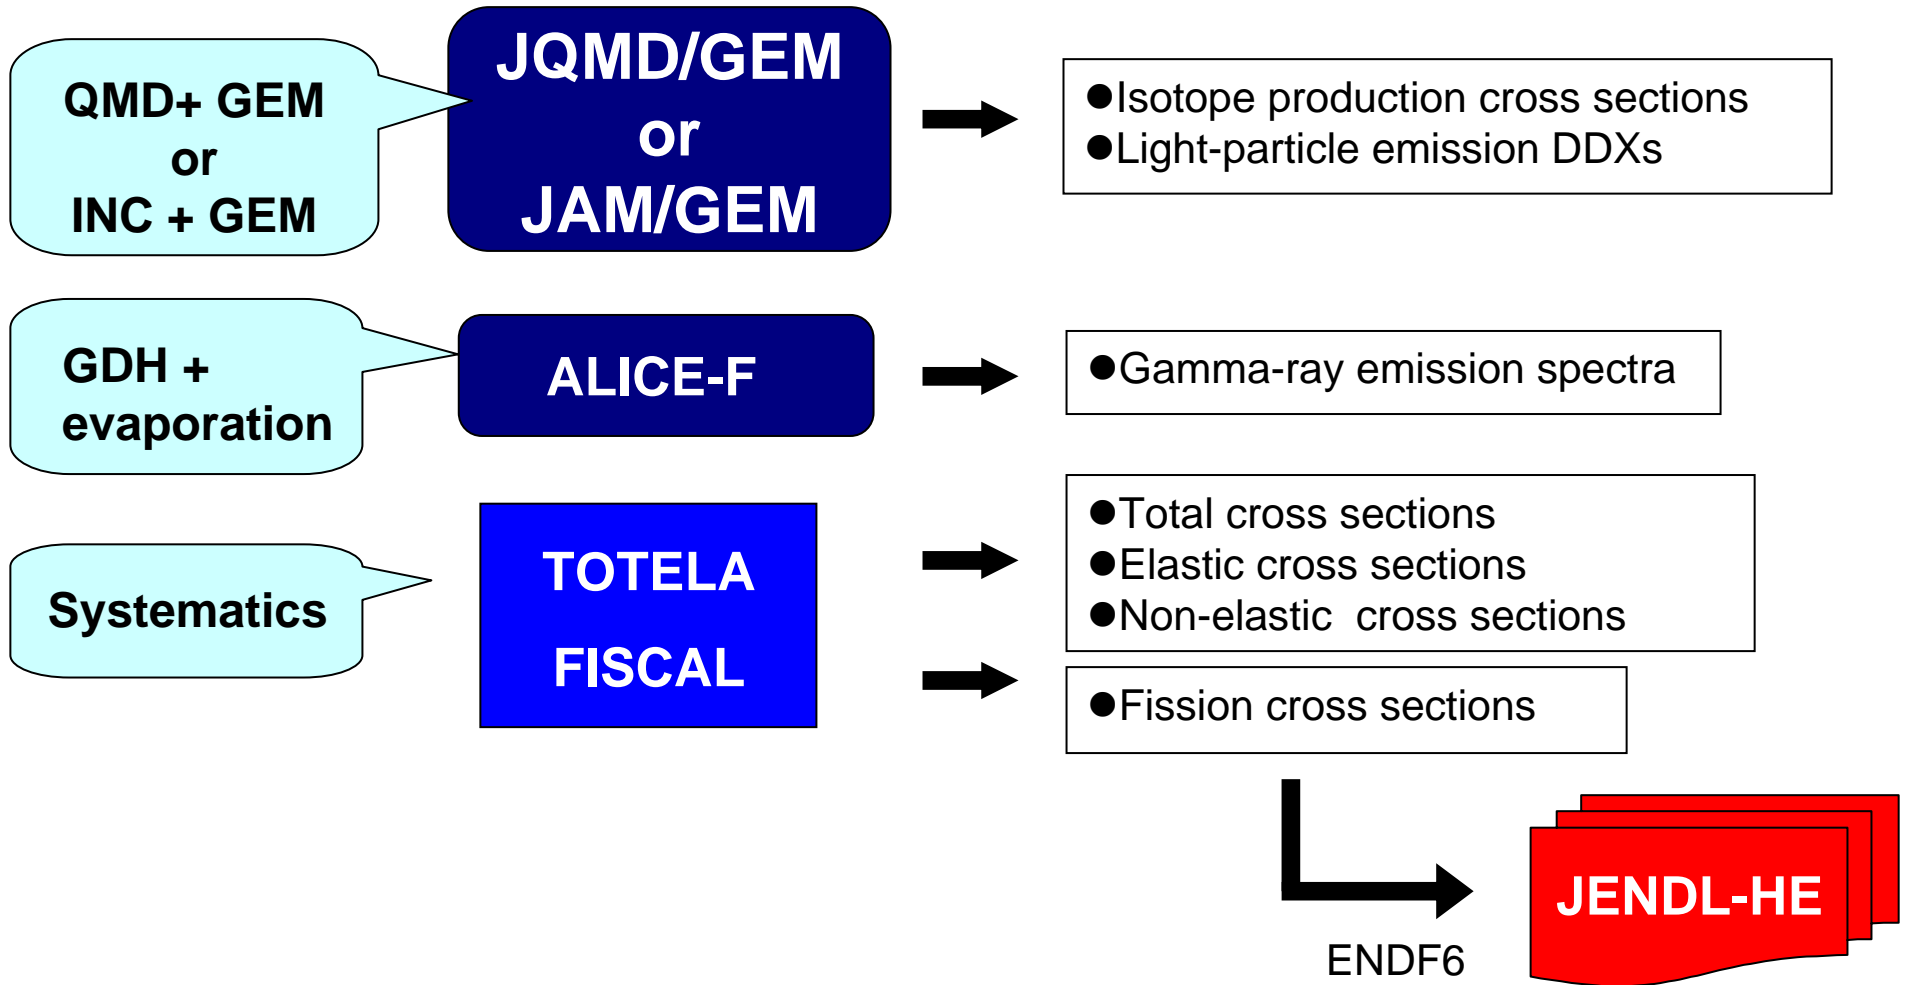 QMD+ GEM
or
INC + GEM
JQMD/GEM
or
JAM/GEM
●Isotope production cross sections
●Light-particle emission DDXs
GDH +
evaporation
ALICE-F
●Gamma-ray emission spectra
Systematics
TOTELA
FISCAL
●Total cross sections
●Elastic cross sections
●Non-elastic  cross sections
●Fission cross sections
ENDF6
JENDL-HE